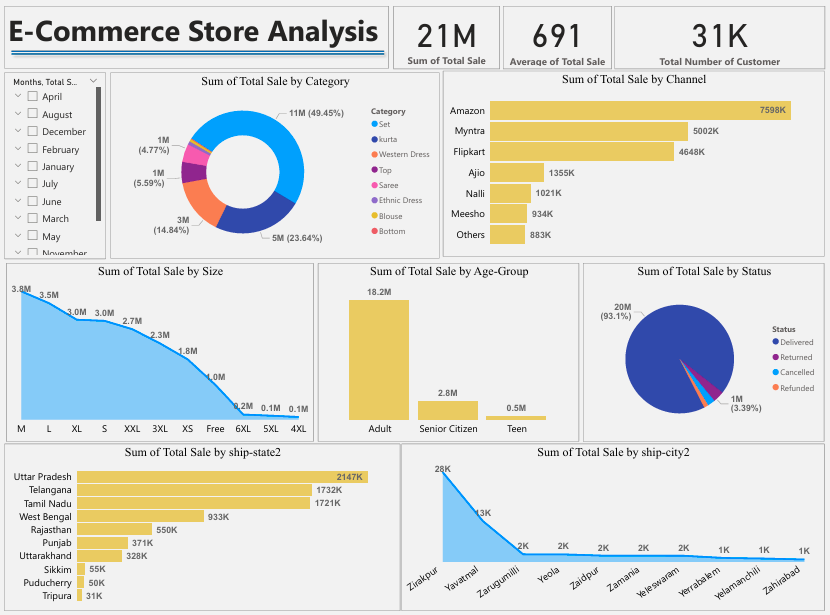 E-Commerce Store Analysis
21M
Sum of Total Sale
691
Average of Total Sale
31K
Total Number of Customer
Months, Total S...
April
August
December
February
January
July
June
March
May
November
Sum of Total Sale by Category
11M (49.45%)
5M (23.64%)
3M
(14.84%)
1M
(5.59%)
1M
(4.77%)
Category
Set
kurta
Western Dress
Top
Saree
Ethnic Dress
Blouse
Bottom
Sum of Total Sale by Channel
Amazon 7598K
Myntra 5002K
Flipkart 4648K
Ajio 1355K
Nalli 1021K
Meesho 934K
Others 883K
Sum of Total Sale by Size
3.8M 3.5M 3.0M 3.0M 2.7M 2.3M 1.8M 1.0M 0.2M 0.1M 0.1M
M L XL S XXL 3XL XS Free 6XL 5XL 4XL
Sum of Total Sale by Age-Group
18.2M 2.8M 0.5M
Adult Senior Citizen Teen
Sum of Total Sale by Status
20M
(93.1%)
1M
(3.39%)
Status
Delivered
Returned
Cancelled
Refunded
Sum of Total Sale by ship-state2
Uttar Pradesh 2147K
Telangana 1732K
Tamil Nadu 1721K
West Bengal 933K
Rajasthan 550K
Punjab 371K
Uttarakhand 328K
Sikkim 55K
Puducherry 50K
Tripura 31K
Sum of Total Sale by ship-city2
28K 13K 2K 2K 2K 2K 2K 1K 1K 1K
Zirakpur Yavatmal Zarugumilli Yeola Zaidpur Zamania Yeleswaram Yerrabalem Yelamanchili Zahirabad